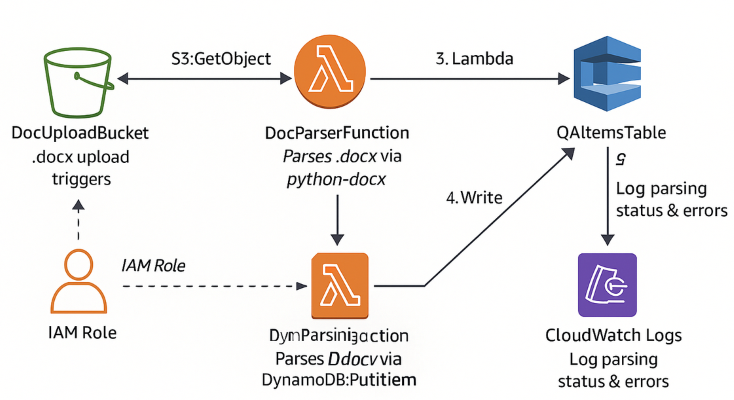 S3:GetObject
3. Lambda
DocUploadBucket
.docx upload
triggers
DocParserFunction
Parses .docx via
python-docx
QAItemsTable
5
Log parsing
status & errors
4. Write
IAM Role
IAM Role
Parses Ddocv via
DynamoDB:PutItiem
CloudWatch Logs
Log parsing
status & errors